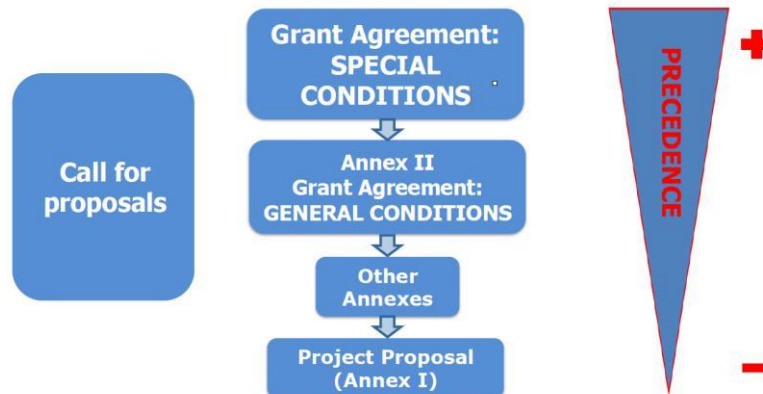 Call for
proposals
Grant Agreement:
SPECIAL
CONDITIONS
Annex II
Grant Agreement:
GENERAL CONDITIONS
Other
Annexes
Project Proposal
(Annex I)
PRECEDENCE
+
-